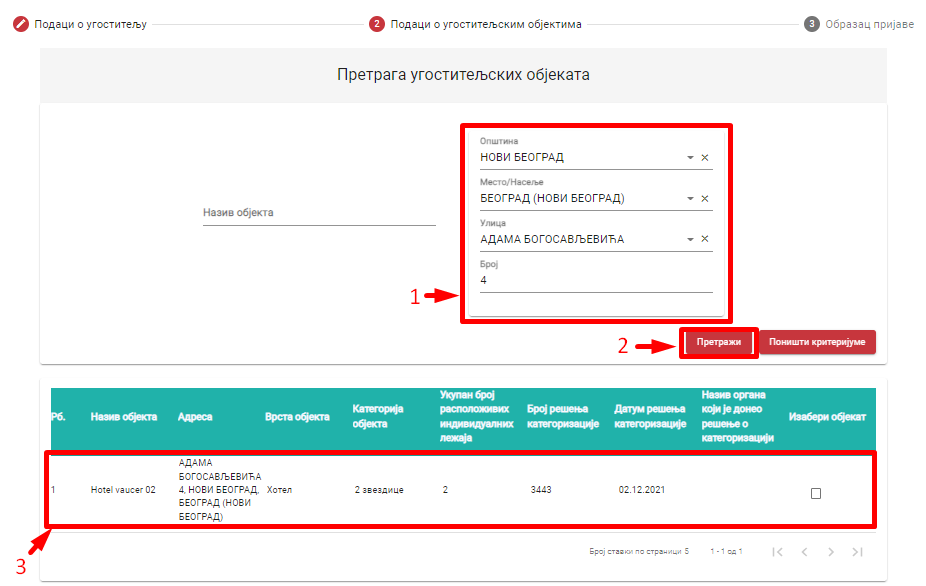 Подаци о угоститељу
2 Подаци о угоститељским објектима
3 Образац пријаве
Претрага угоститељских објеката
Назив објекта
Општина
НОВИ БЕОГРАД
Место/Насеље
БЕОГРАД (НОВИ БЕОГРАД)
Улица
АДАМА БОГОСАВЉЕВИЋА
Број
4
1
2
Претражи
Поништи критеријуме
Рб.
Назив објекта
Адреса
Врста објекта
Категорија
објекта
Укупан број
расположивих
индивидуалних
лежаја
Број решења
категоризације
Датум решења
категоризације
Назив органа
који је донео
решење о
категоризацији
Изабери објекат
1
Hotel vaucer 02
АДАМА
БОГОСАВЉЕВИЋА
4, НОВИ БЕОГРАД,
БЕОГРАД (НОВИ
БЕОГРАД)
Хотел
2 звездице
2
3443
02.12.2021
3
Број ставки по страници 5
1 - 1 од 1